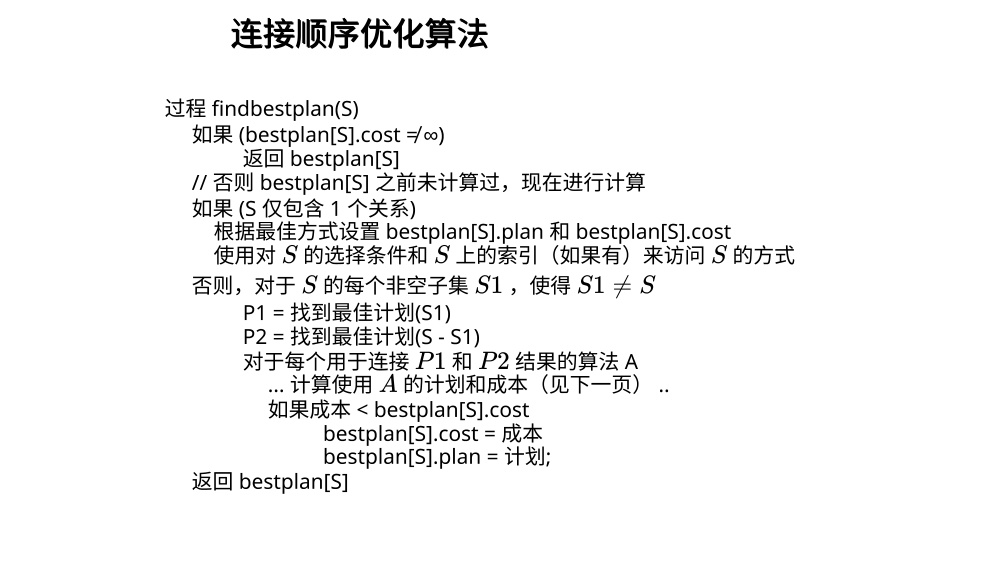 连接顺序优化算法
过程 findbestplan(S)
如果 (bestplan[S].cost ≠ ∞)
返回 bestplan[S]
// 否则 bestplan[S] 之前未计算过，现在进行计算
如果 (S 仅包含 1 个关系)
根据最佳方式设置 bestplan[S].plan 和 bestplan[S].cost
使用对 S 的选择条件和 S 上的索引（如果有）来访问 S 的方式
否则，对于 S 的每个非空子集 S1 ，使得 S1 ≠ S
P1 = 找到最佳计划(S1)
P2 = 找到最佳计划(S - S1)
对于每个用于连接 P1 和 P2 结果的算法 A
... 计算使用 A 的计划和成本（见下一页） ..
如果成本 < bestplan[S].cost
bestplan[S].cost = 成本
bestplan[S].plan = 计划;
返回 bestplan[S]